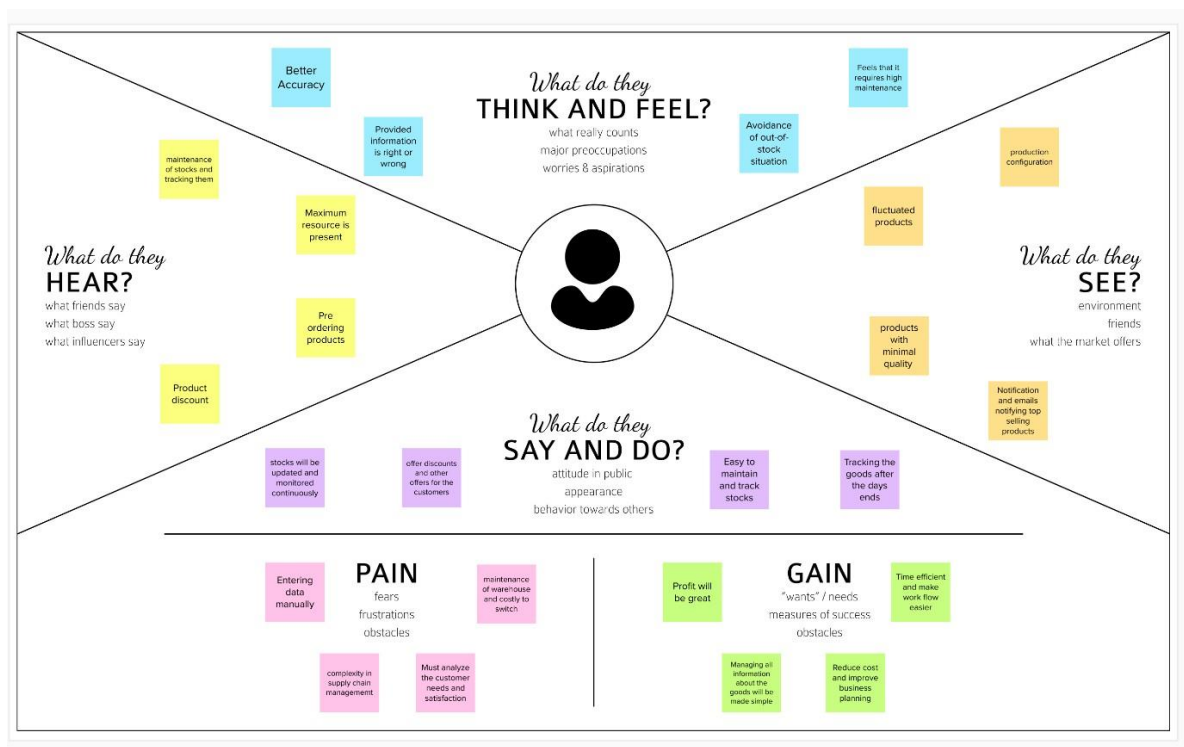 What do they
THINK AND FEEL?
what really counts
major preoccupations
worries & aspirations
Better
Accuracy
Provided
information
is right or
wrong
Avoidance
of out-of-
stock
situation
Feels that it
requires high
maintenance
What do they
HEAR?
what friends say
what boss say
what influencers say
maintenance
of stocks and
tracking them
Maximum
resource is
present
Pre
ordering
products
Product
discount
What do they
SEE?
environment
friends
what the market offers
production
configuration
fluctuated
products
products
with
minimal
quality
Notification
and emails
notifying top
selling
products
What do they
SAY AND DO?
attitude in public
appearance
behavior towards others
stocks will be
updated and
monitored
continuously
offer discounts
and other
offers for the
customers
Easy to
maintain
and track
stocks
Tracking the
goods after
the days
ends
PAIN
fears
frustrations
obstacles
Entering
data
manually
maintenance
of warehouse
and costly to
switch
complexity in
supply chain
management
Must analyze
the customer
needs and
satisfaction
GAIN
"wants" / needs
measures of success
obstacles
Profit will
be great
Time efficient
and make
work flow
easier
Managing all
information
about the
goods will be
made simple
Reduce cost
and improve
business
planning